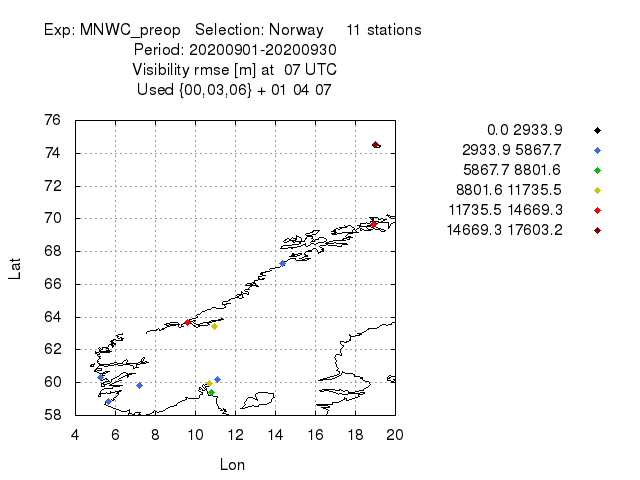 Exp: MNWC_preop Selection: Norway 11 stations
Period: 20200901-20200930
Visibility rmse [m] at 07 UTC
Used {00,03,06} + 01 04 07
0.0 2933.9
2933.9 5867.7
5867.7 8801.6
8801.6 11735.5
11735.5 14669.3
14669.3 17603.2
76
74
72
70
68
66
64
62
60
58
Lat
4 6 8 10 12 14 16 18 20
Lon